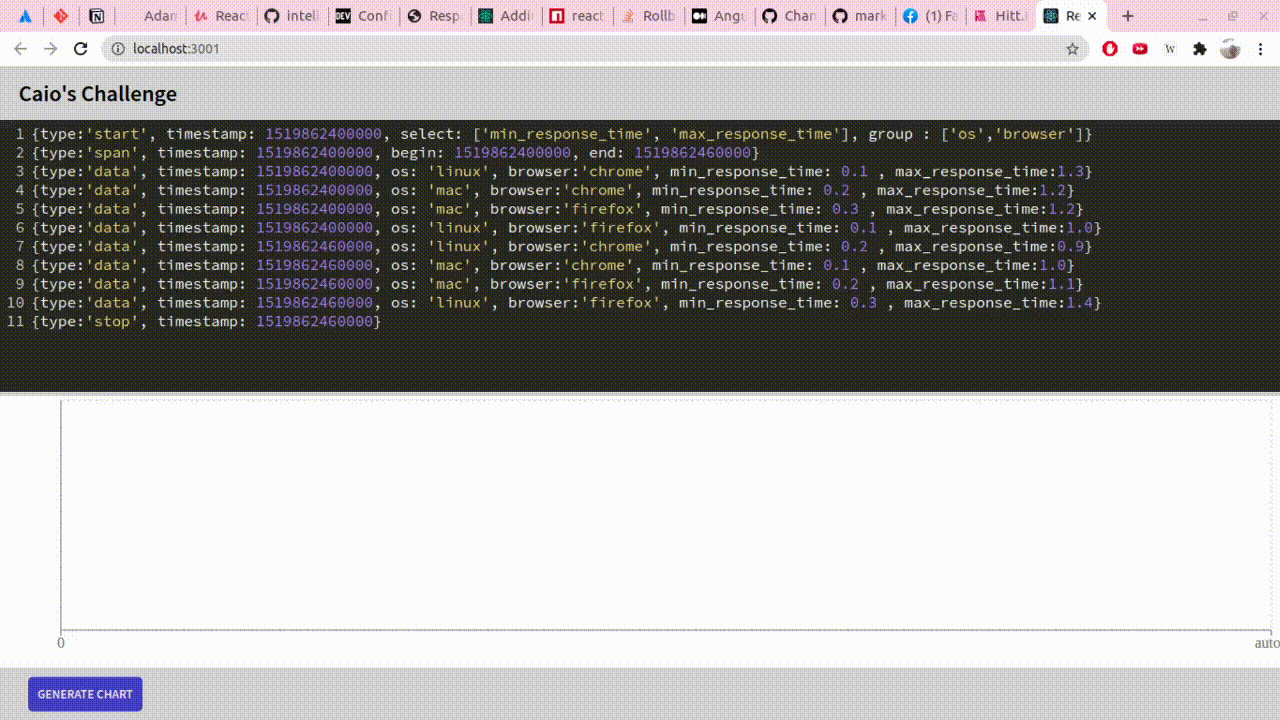 Adam
React
inteli
DEV Confi
Resp
Addi
react
Rollb
Angu
Chan
mark
(1) Fa
Hitt.
Re
localhost:3001
W
Caio's Challenge
1 {type:'start', timestamp: 1519862400000, select: ['min_response_time', 'max_response_time'], group : ['os','browser']}
2 {type:'span', timestamp: 1519862400000, begin: 1519862400000, end: 1519862460000}
3 {type:'data', timestamp: 1519862400000, os: 'linux', browser:'chrome', min_response_time: 0.1 , max_response_time:1.3}
4 {type:'data', timestamp: 1519862400000, os: 'mac', browser:'chrome', min_response_time: 0.2 , max_response_time:1.2}
5 {type:'data', timestamp: 1519862400000, os: 'mac', browser:'firefox', min_response_time: 0.3 , max_response_time:1.2}
6 {type:'data', timestamp: 1519862400000, os: 'linux', browser:'firefox', min_response_time: 0.1 , max_response_time:1.0}
7 {type:'data', timestamp: 1519862460000, os: 'linux', browser:'chrome', min_response_time: 0.2 , max_response_time:0.9}
8 {type:'data', timestamp: 1519862460000, os: 'mac', browser:'chrome', min_response_time: 0.1 , max_response_time:1.0}
9 {type:'data', timestamp: 1519862460000, os: 'mac', browser:'firefox', min_response_time: 0.2 , max_response_time:1.1}
10 {type:'data', timestamp: 1519862460000, os: 'linux', browser:'firefox', min_response_time: 0.3 , max_response_time:1.4}
11 {type:'stop', timestamp: 1519862460000}
0
auto
GENERATE CHART